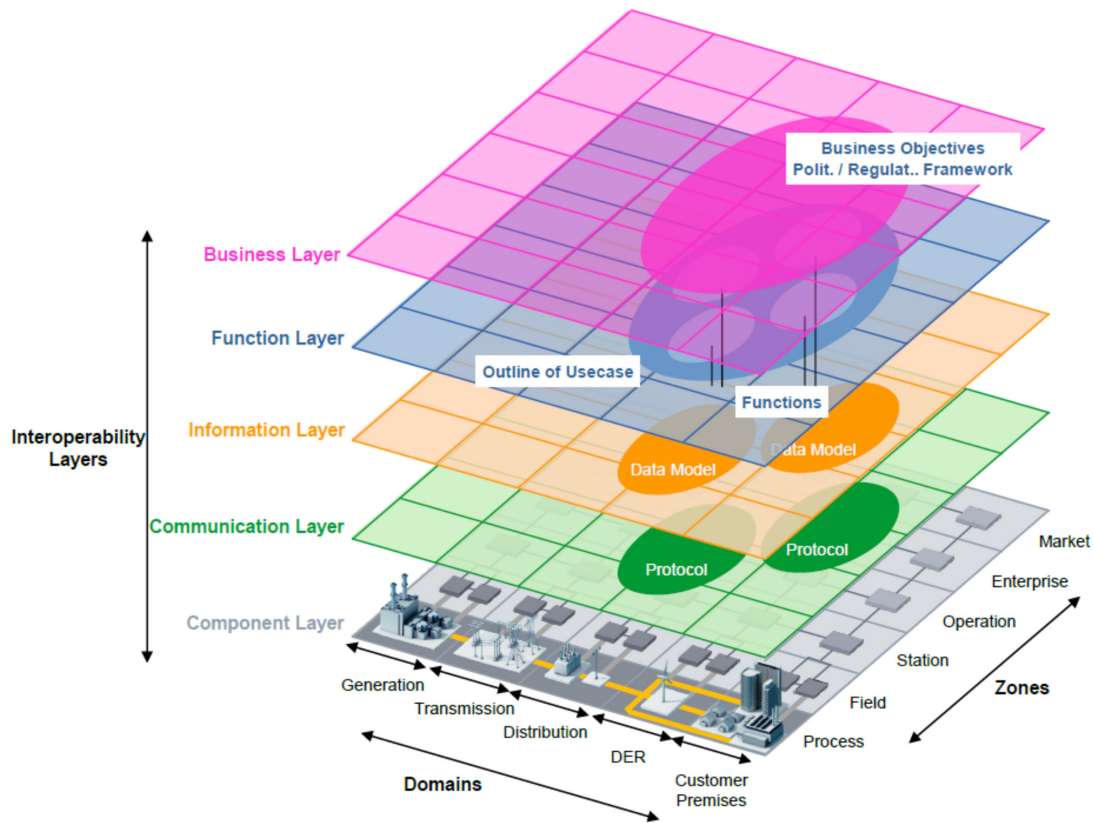 Business Objectives
Polit. / Regulat.. Framework
Business Layer
Function Layer
Outline of Usecase
Functions
Interoperability
Layers
Information Layer
Data Model
Data Model
Communication Layer
Protocol
Protocol
Component Layer
Market
Enterprise
Operation
Station
Field
Process
Zones
Generation
Transmission
Distribution
DER
Customer
Premises
Domains